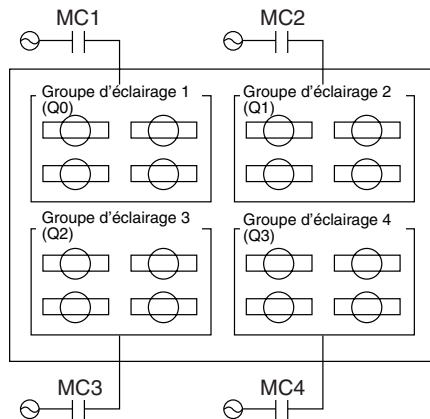 MC1
MC2
Groupe d'éclairage 1
(Q0)
Groupe d'éclairage 2
(Q1)
Groupe d'éclairage 3
(Q2)
Groupe d'éclairage 4
(Q3)
MC3
MC4